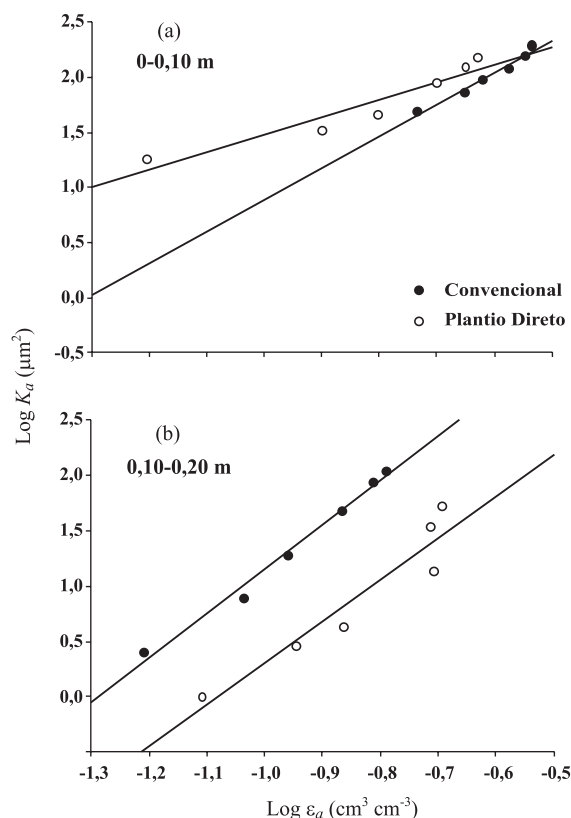 (a)
0-0,10 m
2,5
2,0
1,5
1,0
0,5
0,0
-0,5
Convencional
Plantio Direto
Log Kₐ (µm²)
(b)
0,10-0,20 m
2,5
2,0
1,5
1,0
0,5
0,0
-1,3 -1,2 -1,1 -1,0 -0,9 -0,8 -0,7 -0,6 -0,5
Log εₐ (cm³ cm⁻³)